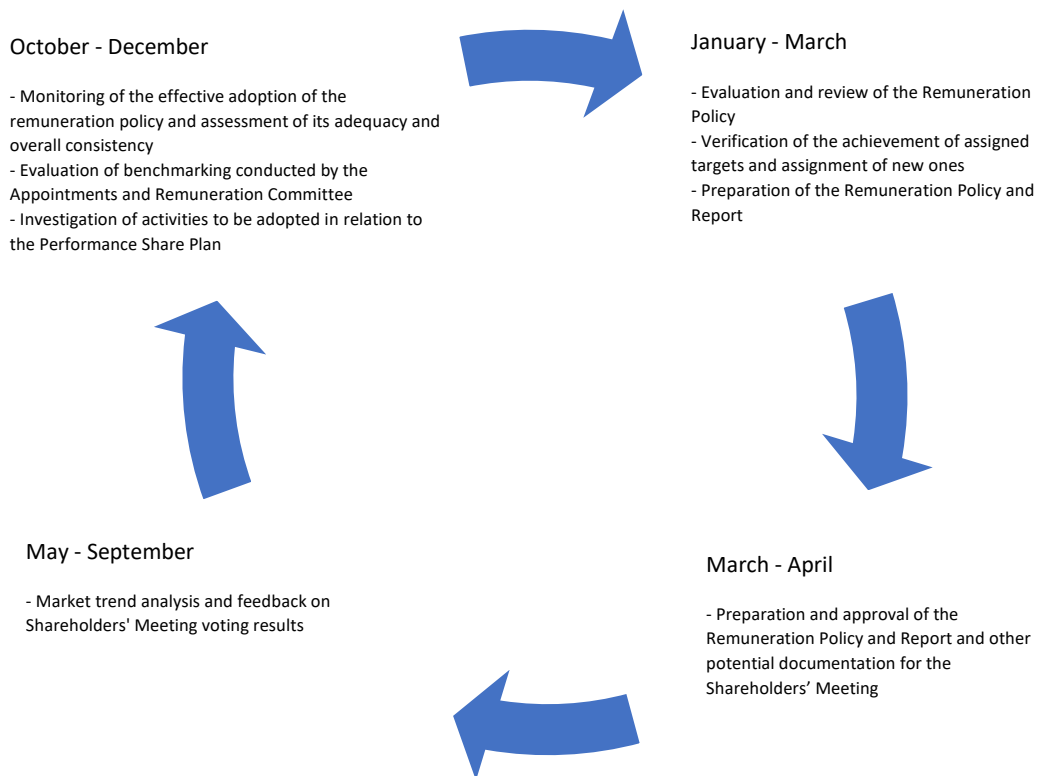 October - December
- Monitoring of the effective adoption of the
remuneration policy and assessment of its adequacy and
overall consistency
- Evaluation of benchmarking conducted by the
Appointments and Remuneration Committee
- Investigation of activities to be adopted in relation to
the Performance Share Plan
January - March
- Evaluation and review of the Remuneration
Policy
- Verification of the achievement of assigned
targets and assignment of new ones
- Preparation of the Remuneration Policy and
Report
May - September
- Market trend analysis and feedback on
Shareholders' Meeting voting results
March - April
- Preparation and approval of the
Remuneration Policy and Report and other
potential documentation for the
Shareholders’ Meeting